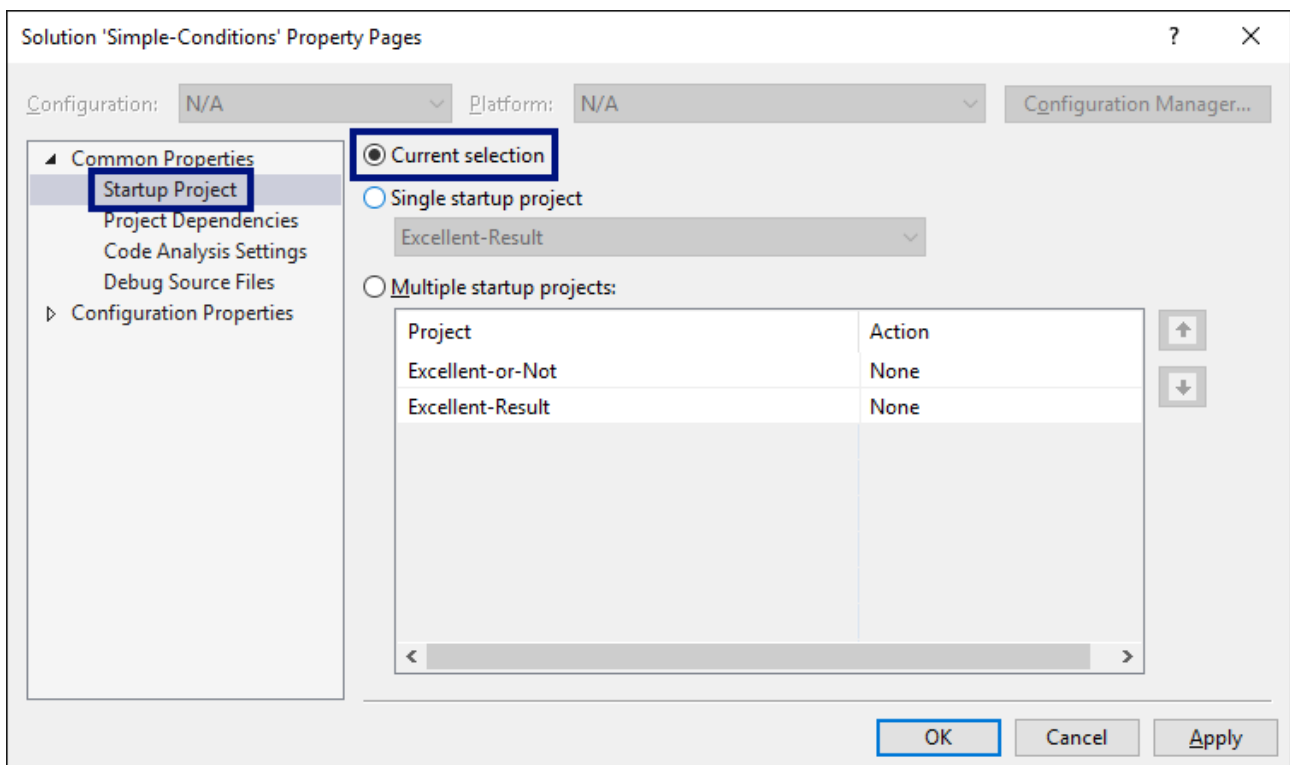 Solution 'Simple-Conditions' Property Pages
?
Configuration: N/A Platform: N/A Configuration Manager...
Common Properties
Startup Project
Project Dependencies
Code Analysis Settings
Debug Source Files
Configuration Properties
Current selection
Single startup project
Excellent-Result
Multiple startup projects:
Project Action
Excellent-or-Not None
Excellent-Result None
OK Cancel Apply